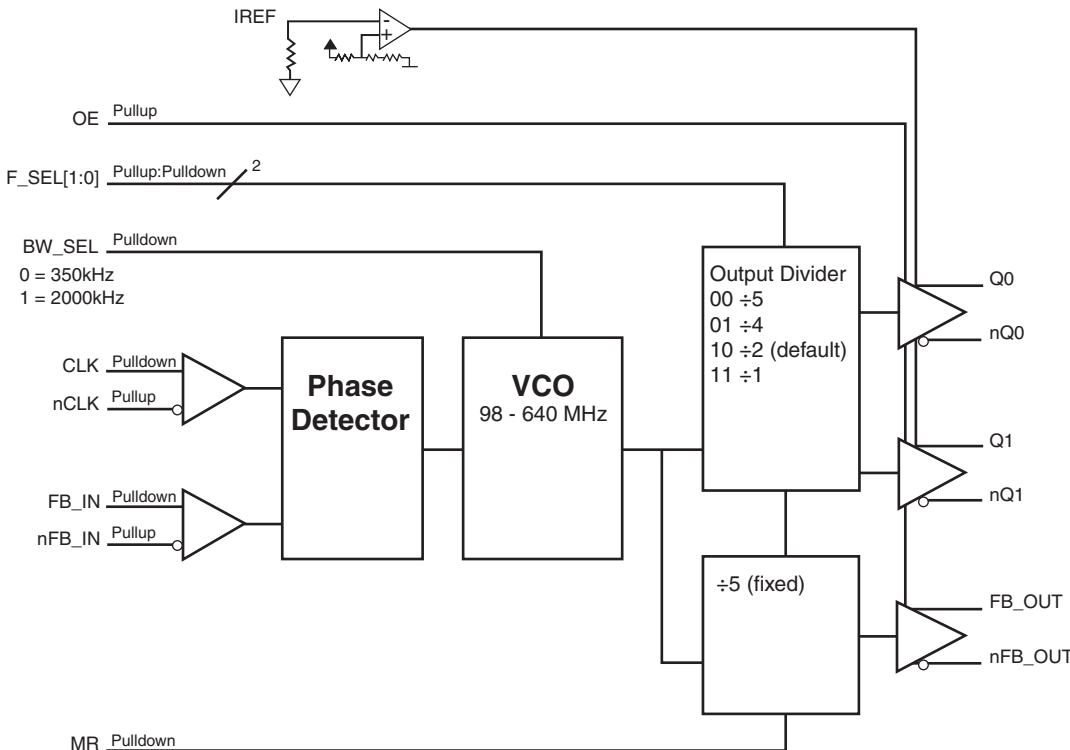 IREF
-
+
OE Pullup
F_SEL[1:0] Pullup:Pulldown 2
BW_SEL Pulldown
0 = 350kHz
1 = 2000kHz
Output Divider
00 ÷5
01 ÷4
10 ÷2 (default)
11 ÷1
Q0
nQ0
CLK Pulldown
nCLK Pullup
Phase
Detector
VCO
98 - 640 MHz
Q1
nQ1
FB_IN Pulldown
nFB_IN Pullup
÷5 (fixed)
FB_OUT
nFB_OUT
MR Pulldown